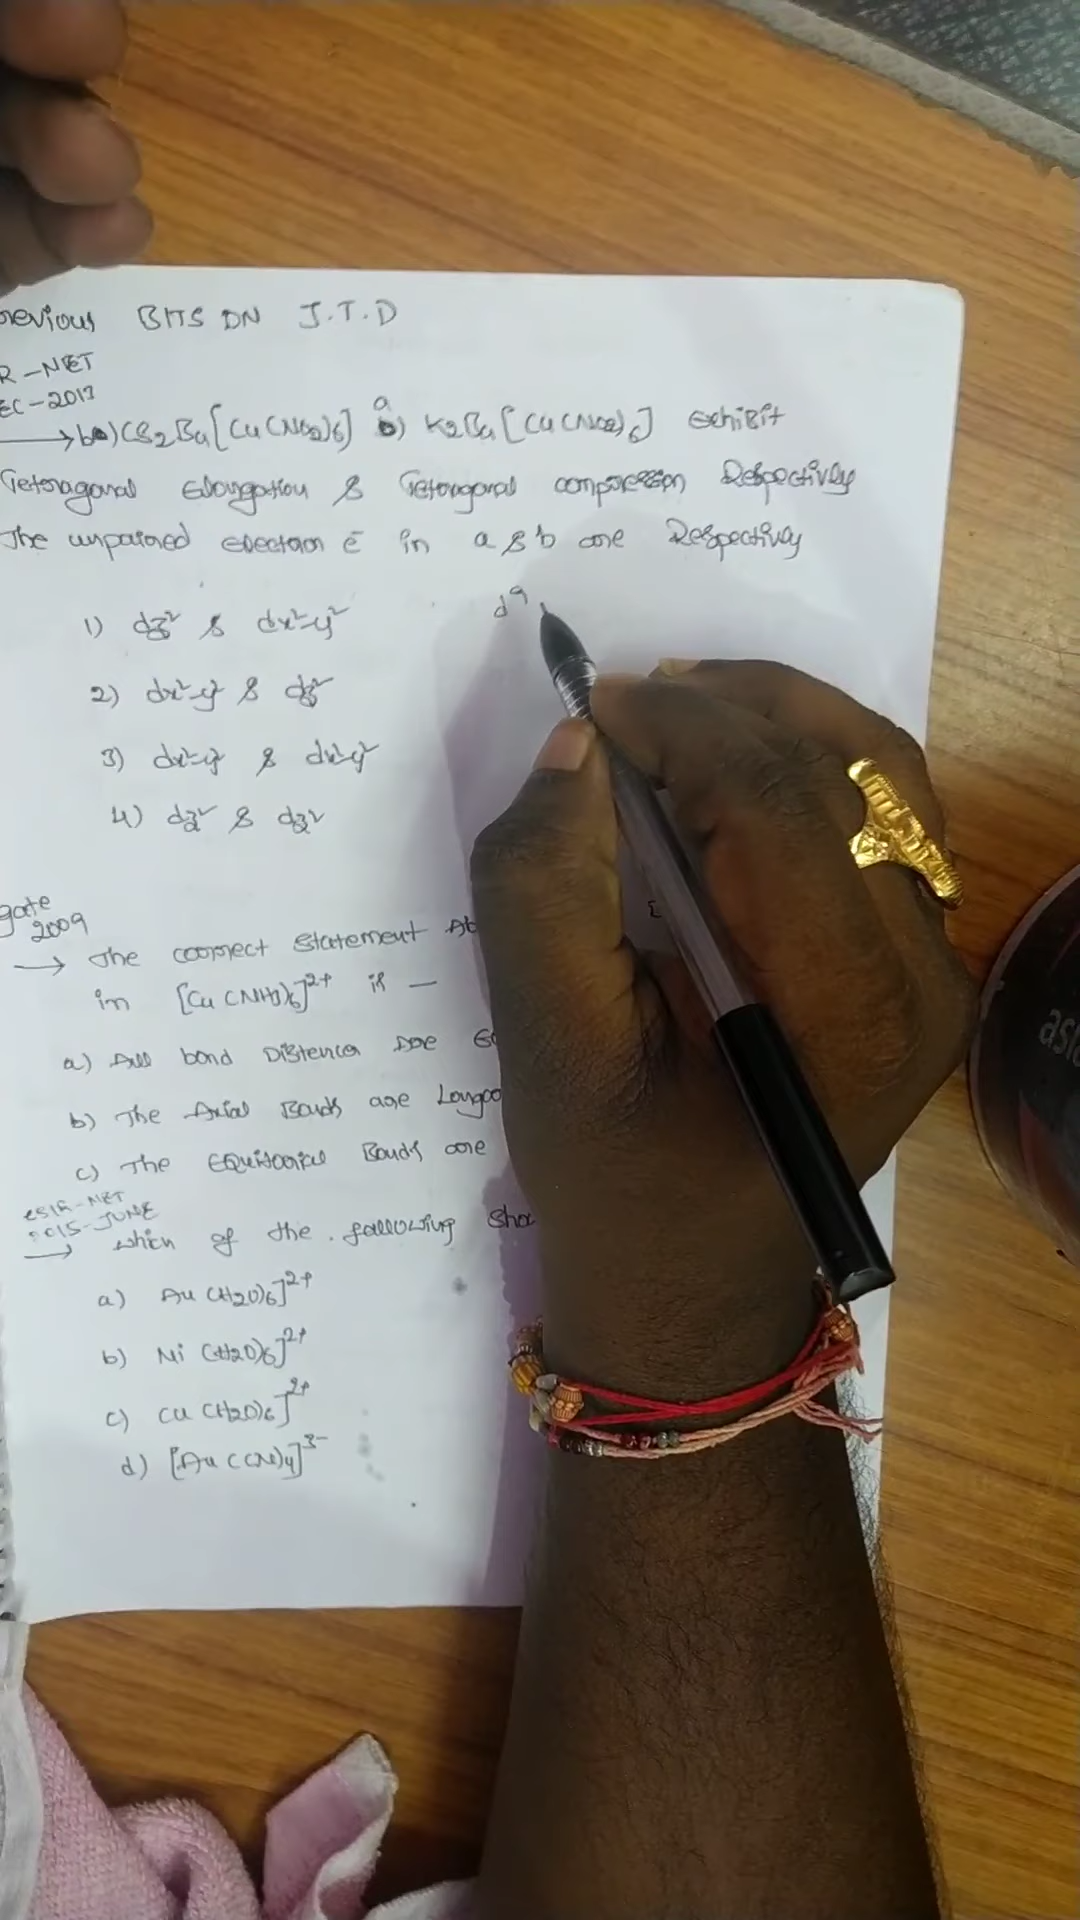 BITS ON J.T.D
R-NET
EC-2017
→ b) CS2Ba[Cu(NO2)6] a) K2Ba[Cu(NO2)6] Exhibit
Tetragonal Elongation & Tetragonal compression Respectively
The unpaired electron ē in a & b are Respectively
1) dz² & dx²-y²
2) dx²-y² & dz²
3) dx²-y² & dx²-y²
4) dz² & dz²
d⁹
gate
2009
→ The correct statement Ab
in [Cu(NH3)6]²⁺ is —
a) All bond Distences are
b) The Axial Bonds are
c) The Equitorial Bonds are
CSIR-NET
2015-JUNE
→ which of the following sho
a) Au(H2O)6]²⁺
b) Ni(H2O)6]²⁺
c) Cu(H2O)6]²⁺
d) [Au(CN)4]³⁻